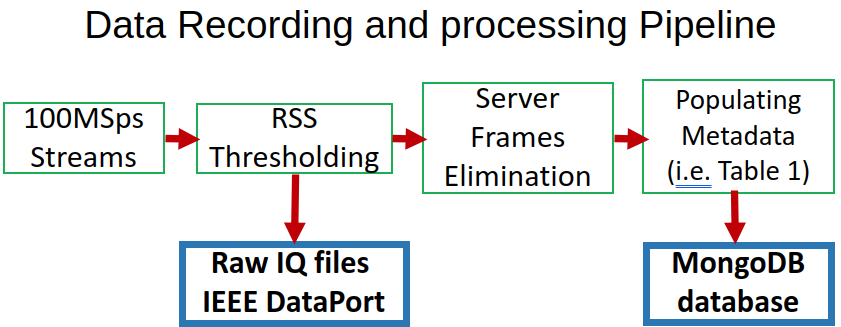 Data Recording and processing Pipeline
100MSps
Streams
RSS
Thresholding
Server
Frames
Elimination
Populating
Metadata
(i.e. Table 1)
Raw IQ files
IEEE DataPort
MongoDB
database